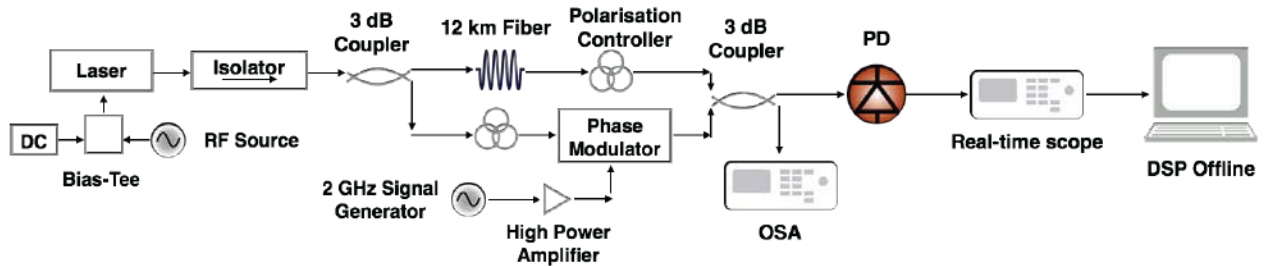 3 dB
Coupler
12 km Fiber
Polarisation
Controller
3 dB
Coupler
PD
Laser
Isolator
DC
RF Source
Bias-Tee
Phase
Modulator
2 GHz Signal
Generator
High Power
Amplifier
OSA
Real-time scope
DSP Offline